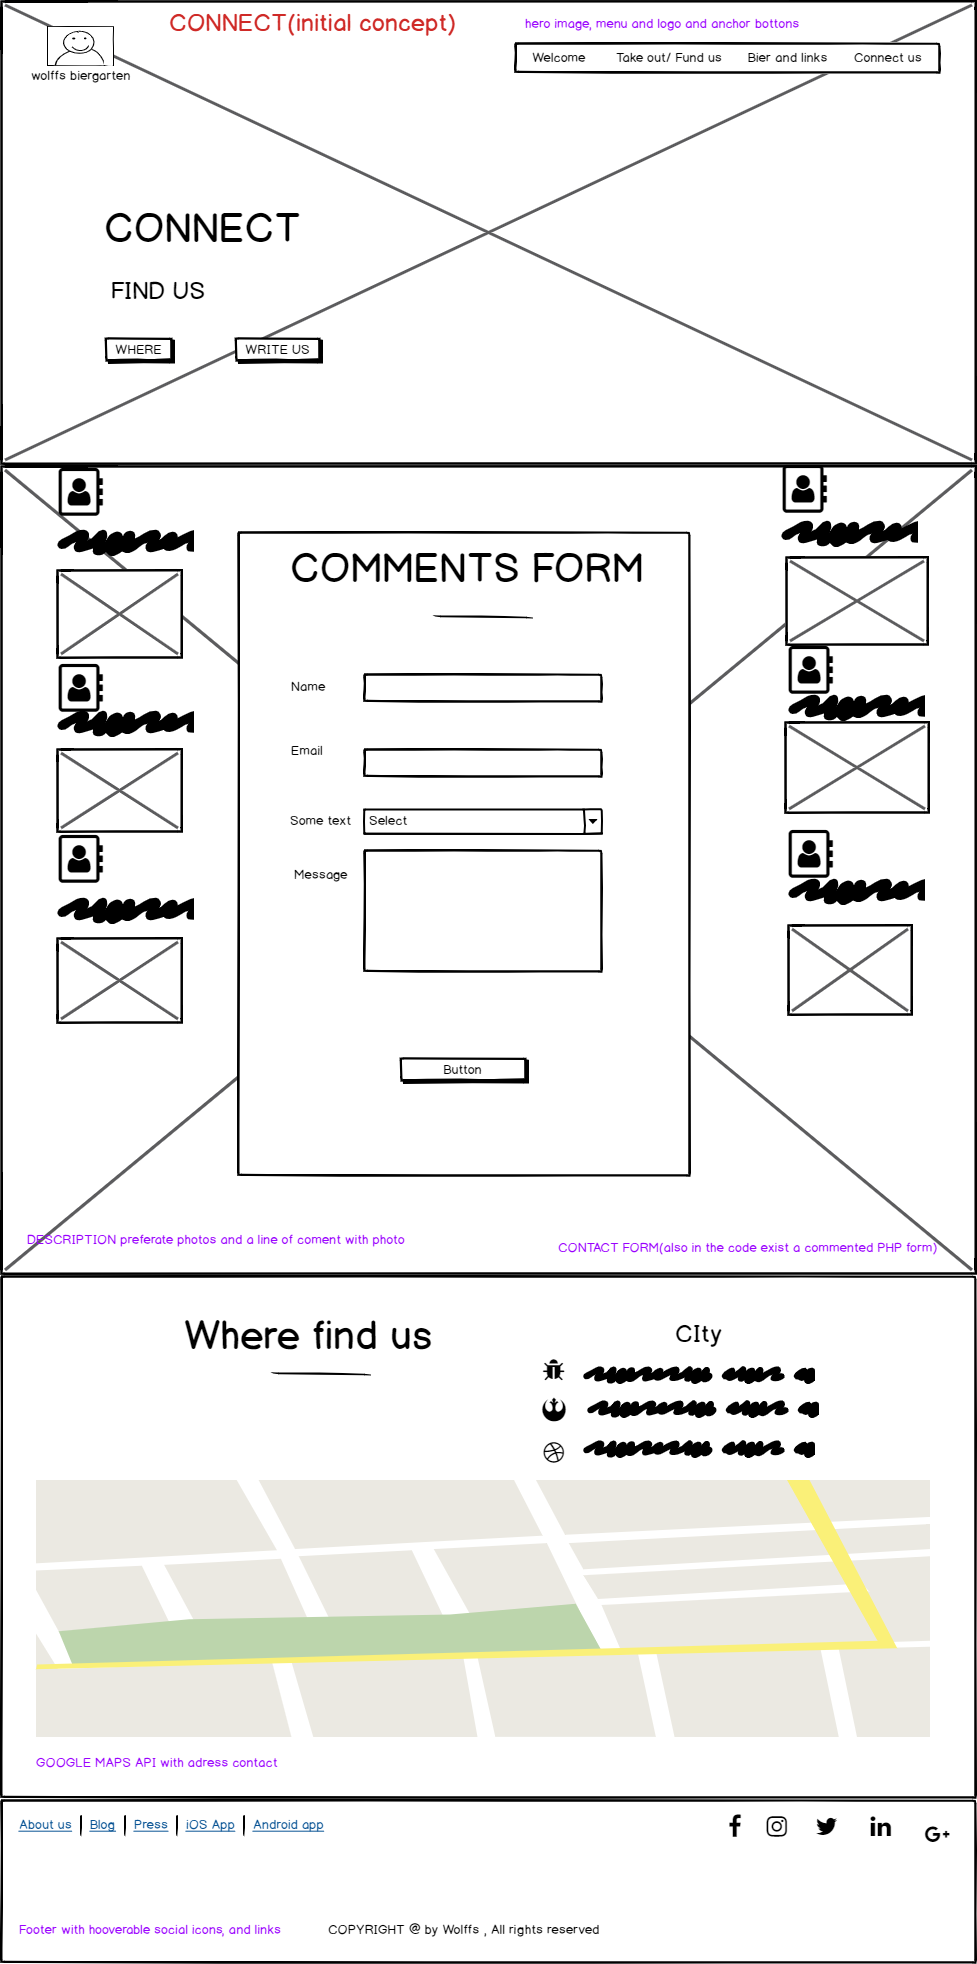 CONNECT(initial concept)
hero image, menu and logo and anchor bottons
wolffs biergarten
Welcome Take out/ Fund us Bier and links Connect us
CONNECT
FIND US
WHERE WRITE US
COMMENTS FORM
Name
Email
Some text Select
Message
Button
DESCRIPTION preferate photos and a line of coment with photo
CONTACT FORM(also in the code exist a commented PHP form)
Where find us
CIty
GOOGLE MAPS API with adress contact
About us Blog Press iOS App Android app
Footer with hooverable social icons, and links
COPYRIGHT @ by Wolffs , All rights reserved